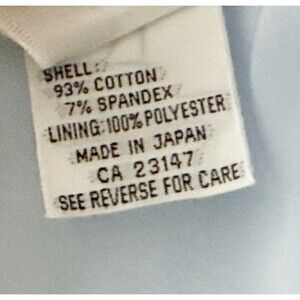 SHELL:
93% COTTON
7% SPANDEX
LINING: 100% POLYESTER
MADE IN JAPAN
CA 23147
SEE REVERSE FOR CARE